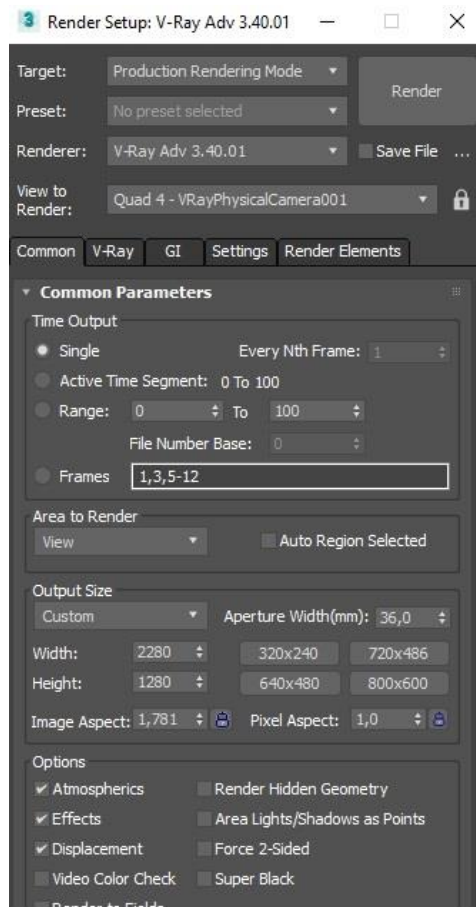 3 Render Setup: V-Ray Adv 3.40.01
Target: Production Rendering Mode
Render
Preset: No preset selected
Renderer: V-Ray Adv 3.40.01 Save File ...
View to
Render: Quad 4 - VRayPhysicalCamera001
Common V-Ray GI Settings Render Elements
Common Parameters
Time Output
Single Every Nth Frame: 1
Active Time Segment: 0 To 100
Range: 0 To 100
File Number Base: 0
Frames 1,3,5-12
Area to Render
View Auto Region Selected
Output Size
Custom Aperture Width(mm): 36,0
Width: 2280 320x240 720x486
Height: 1280 640x480 800x600
Image Aspect: 1,781 Pixel Aspect: 1,0
Options
Atmospherics Render Hidden Geometry
Effects Area Lights/Shadows as Points
Displacement Force 2-Sided
Video Color Check Super Black
Render to Fields